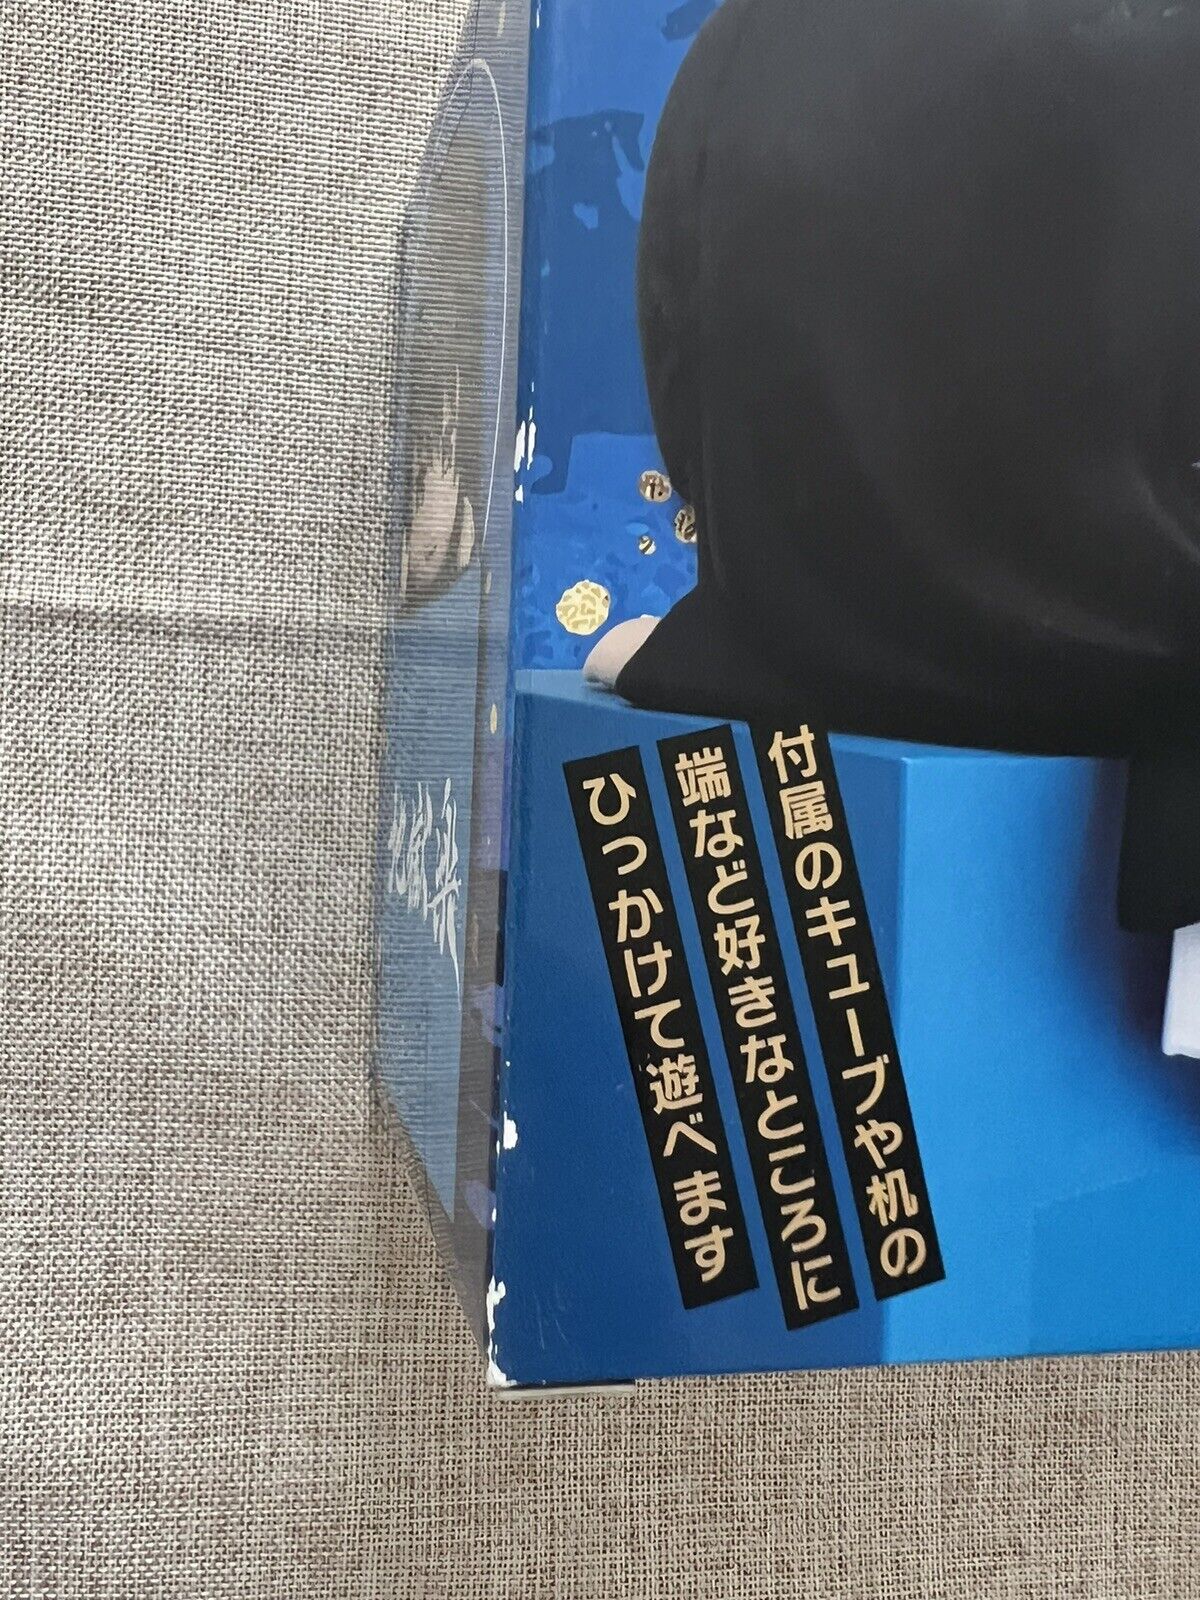 付属のキューブや机の
端など好きなところに
ひっかけて遊べます